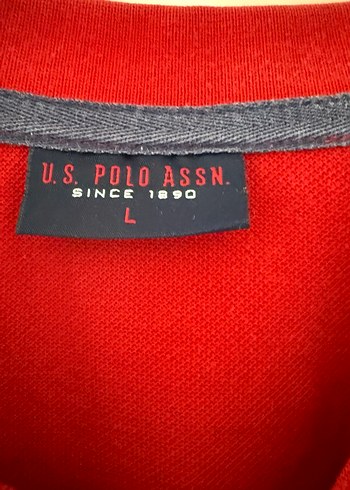 U.S. POLO ASSN.
SINCE 1890
L